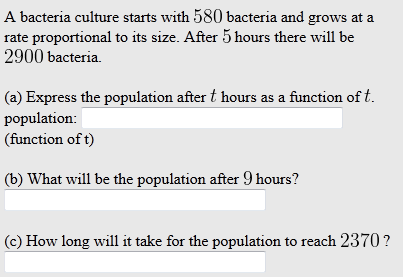 A bacteria culture starts with 580 bacteria and grows at a
rate proportional to its size. After 5 hours there will be
2900 bacteria.
(a) Express the population after t hours as a function of t.
population:
(function of t)
(b) What will be the population after 9 hours?
(c) How long will it take for the population to reach 2370 ?